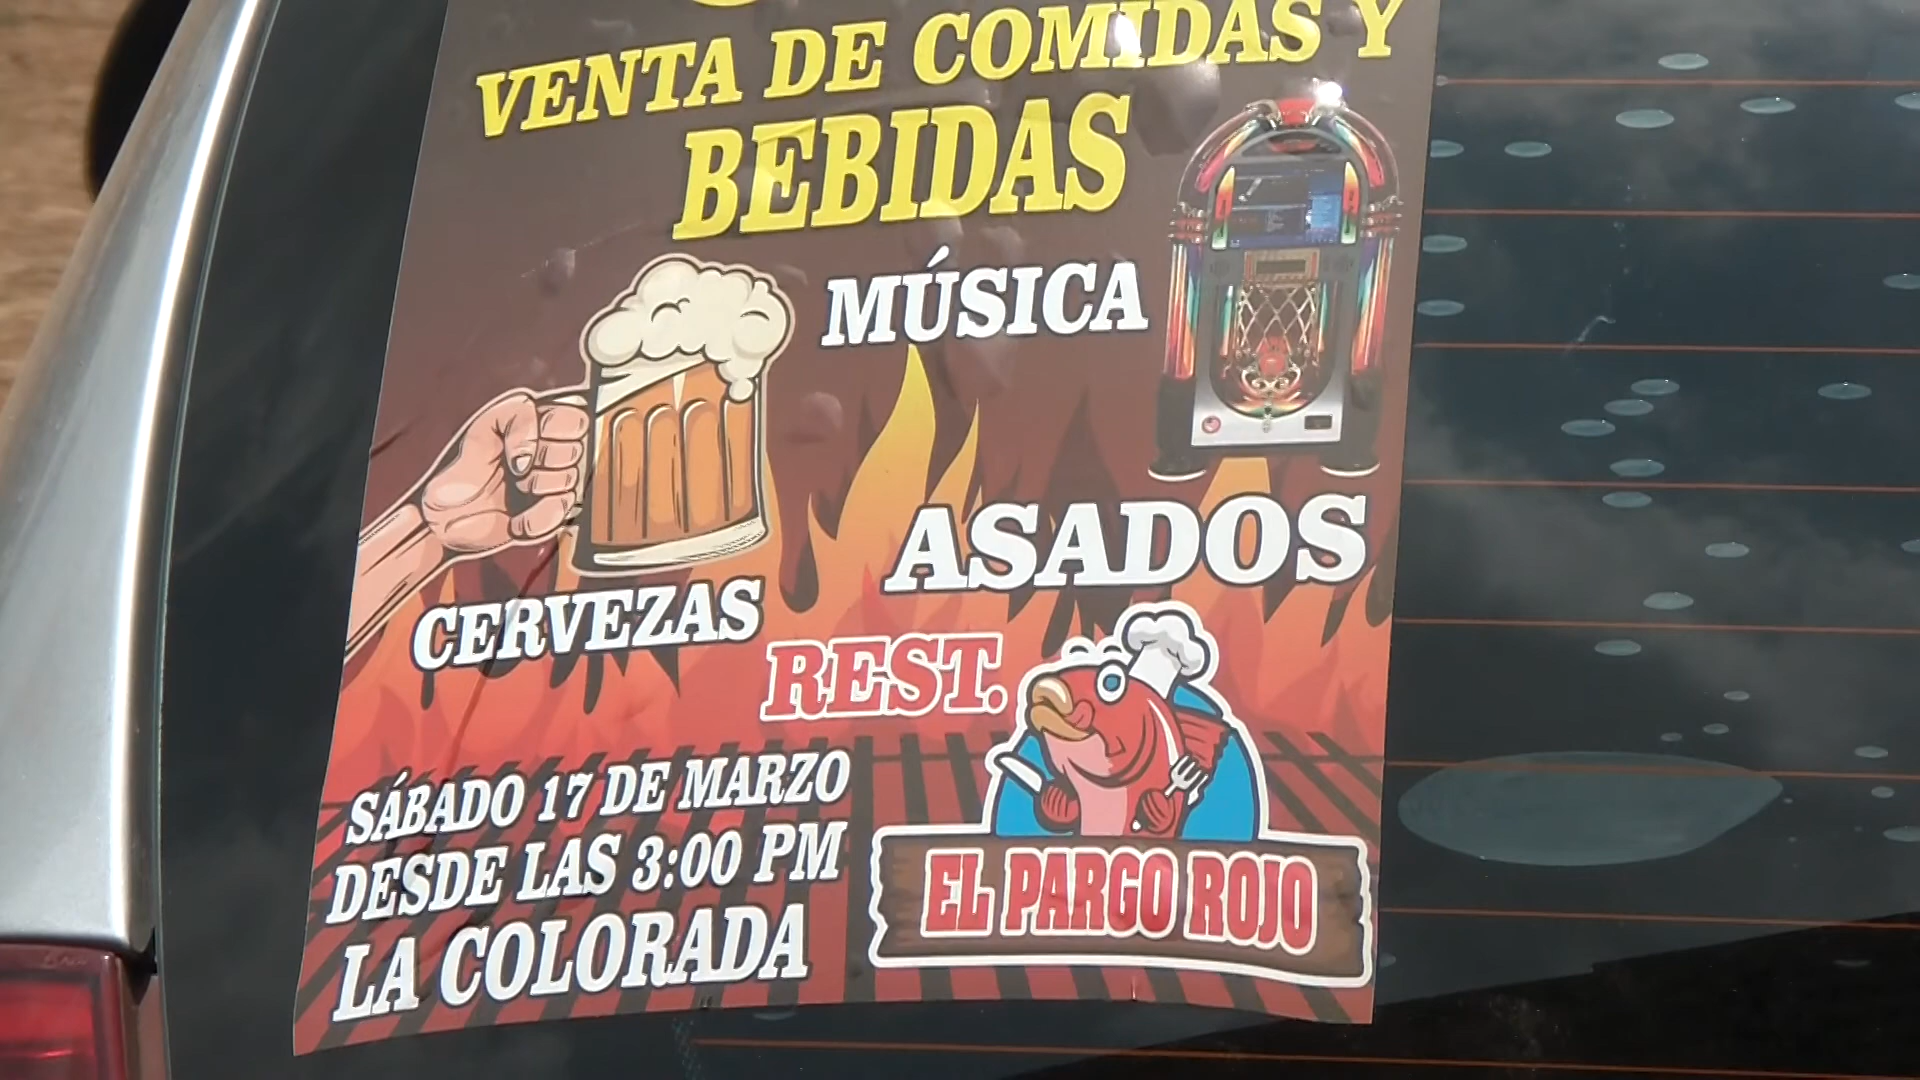 VENTA DE COMIDAS Y
BEBIDAS
MÚSICA
ASADOS
CERVEZAS
REST.
EL PARGO ROJO
SÁBADO 17 DE MARZO
DESDE LAS 3:00 PM
LA COLORADA